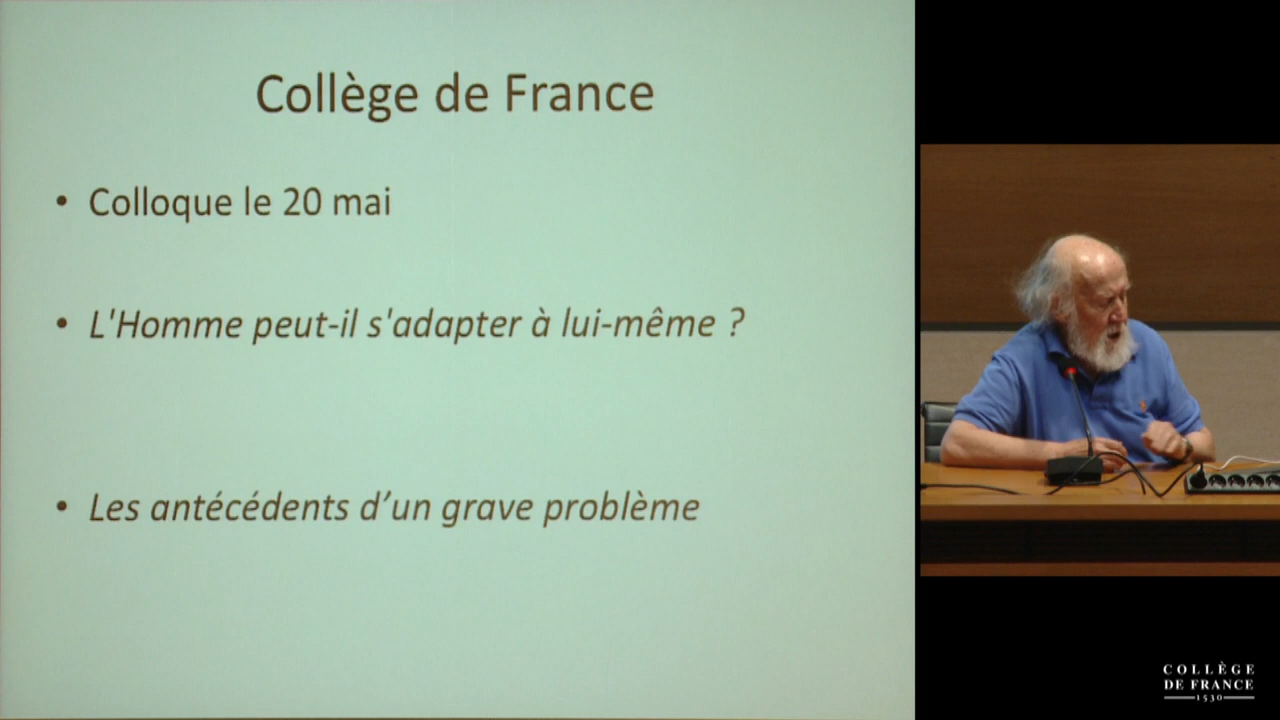 Collège de France
• Colloque le 20 mai
• L'Homme peut-il s'adapter à lui-même ?
• Les antécédents d’un grave problème
COLLÈGE
DE FRANCE
1530